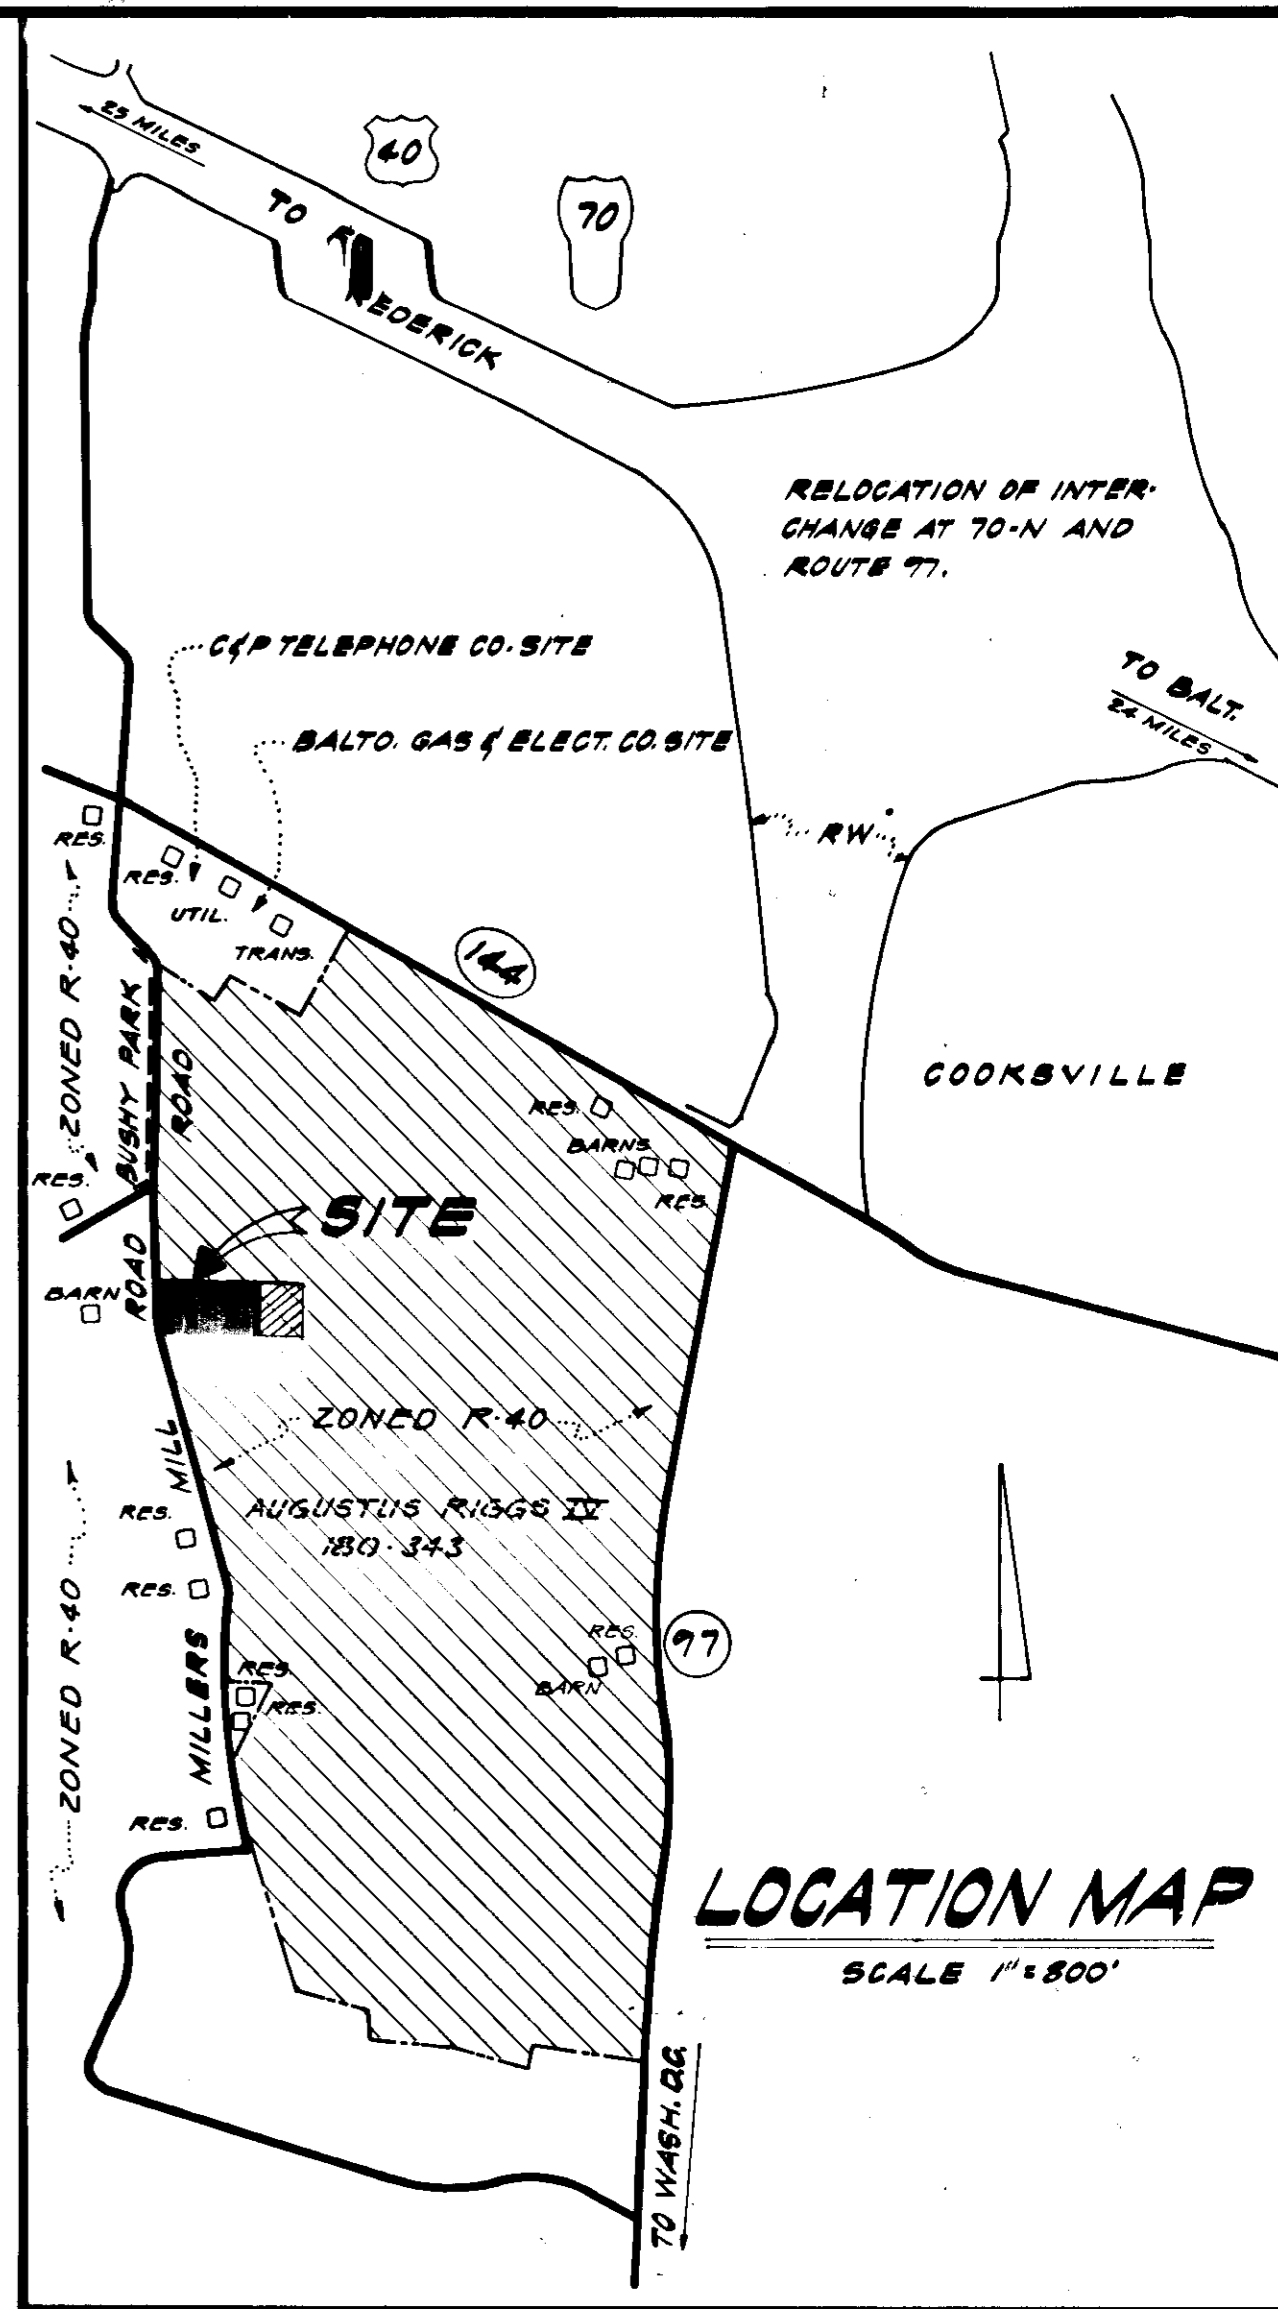 25 MILES
40
70
TO FREDERICK
RELOCATION OF INTER-
CHANGE AT 70-N AND
ROUTE 97.
C&P TELEPHONE CO. SITE
TO BALT.
24 MILES
BALTO. GAS & ELECT. CO. SITE
RES.
RW
RES.
UTIL.
TRANS.
144
ZONED R-40
BUSHY PARK
ROAD
COOKSVILLE
RES.
BARNS
RES.
RES.
SITE
ROAD
BARN
ZONED R-40
MILL
AUGUSTUS RIGGS IV
180-343
RES.
RES.
ZONED R-40
MILLERS
RES.
97
BARN
RES.
RES.
RES.
LOCATION MAP
SCALE 1"=800'
TO WASH. D.C.